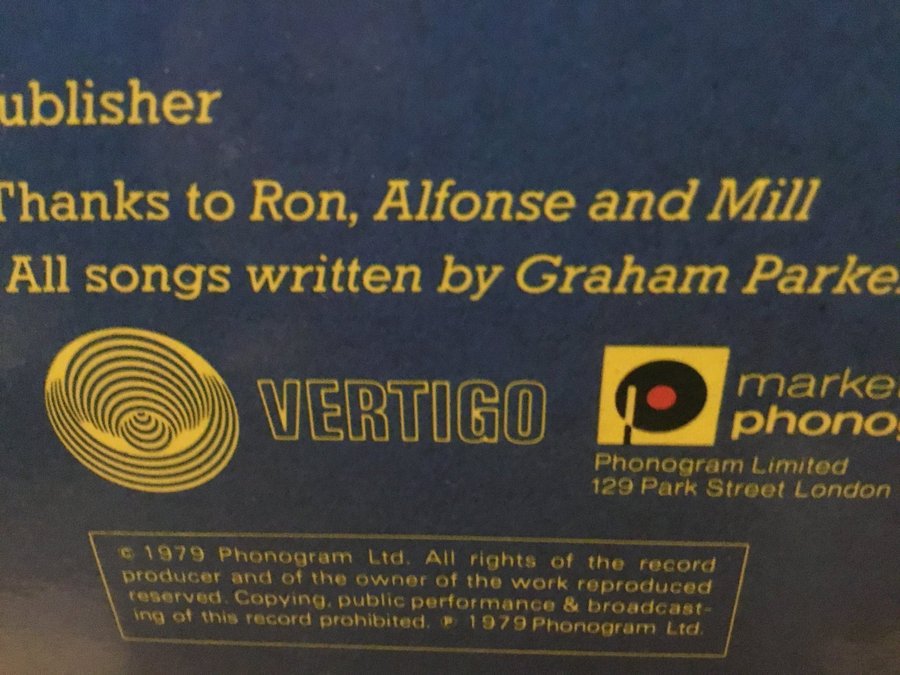 ublisher
Thanks to Ron, Alfonse and Mill
All songs written by Graham Parke
VERTIGO
marke
phonog
Phonogram Limited
129 Park Street London
© 1979 Phonogram Ltd. All rights of the record
producer and of the owner of the work reproduced
reserved. Copying, public performance & broadcast-
ing of this record prohibited. ℗ 1979 Phonogram Ltd.